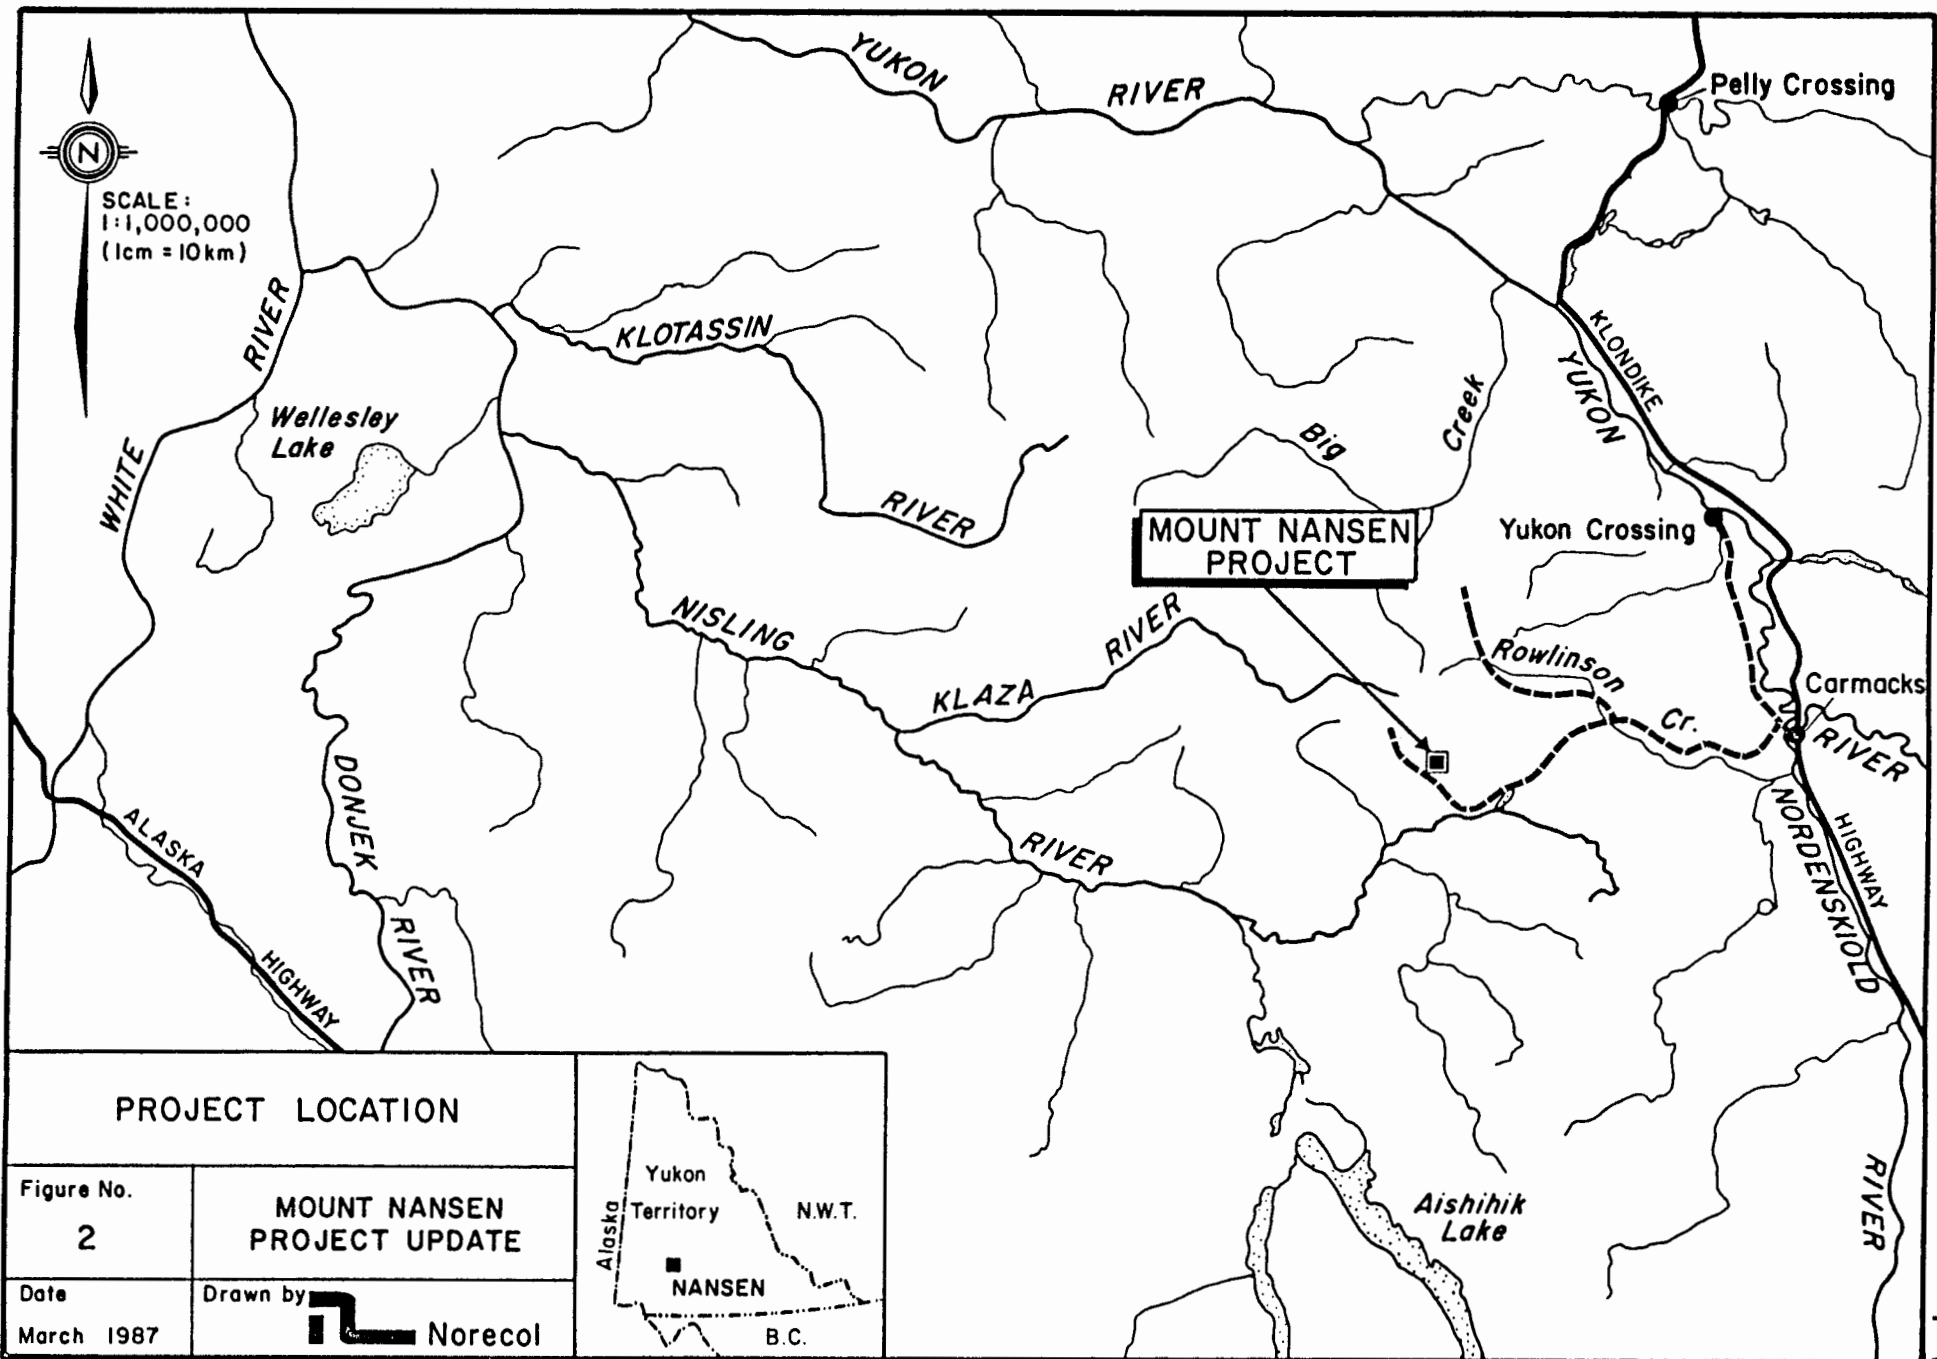 YUKON
RIVER
Pelly Crossing
N
SCALE:
1:1,000,000
(1cm = 10km)
RIVER
WHITE
KLOTASSIN
RIVER
Wellesley
Lake
KLONDIKE
YUKON
Big
Creek
MOUNT NANSEN
PROJECT
Yukon Crossing
NISLING
KLAZA
RIVER
Rowlinson
Cr.
Carmacks
RIVER
DONJEK
RIVER
ALASKA
HIGHWAY
RIVER
NORDENSKIOLD
HIGHWAY
RIVER
Aishihik
Lake
PROJECT LOCATION
Figure No.
2
MOUNT NANSEN
PROJECT UPDATE
Date
March 1987
Drawn by
Norecol
Yukon
Territory
N.W.T.
Alaska
NANSEN
B.C.